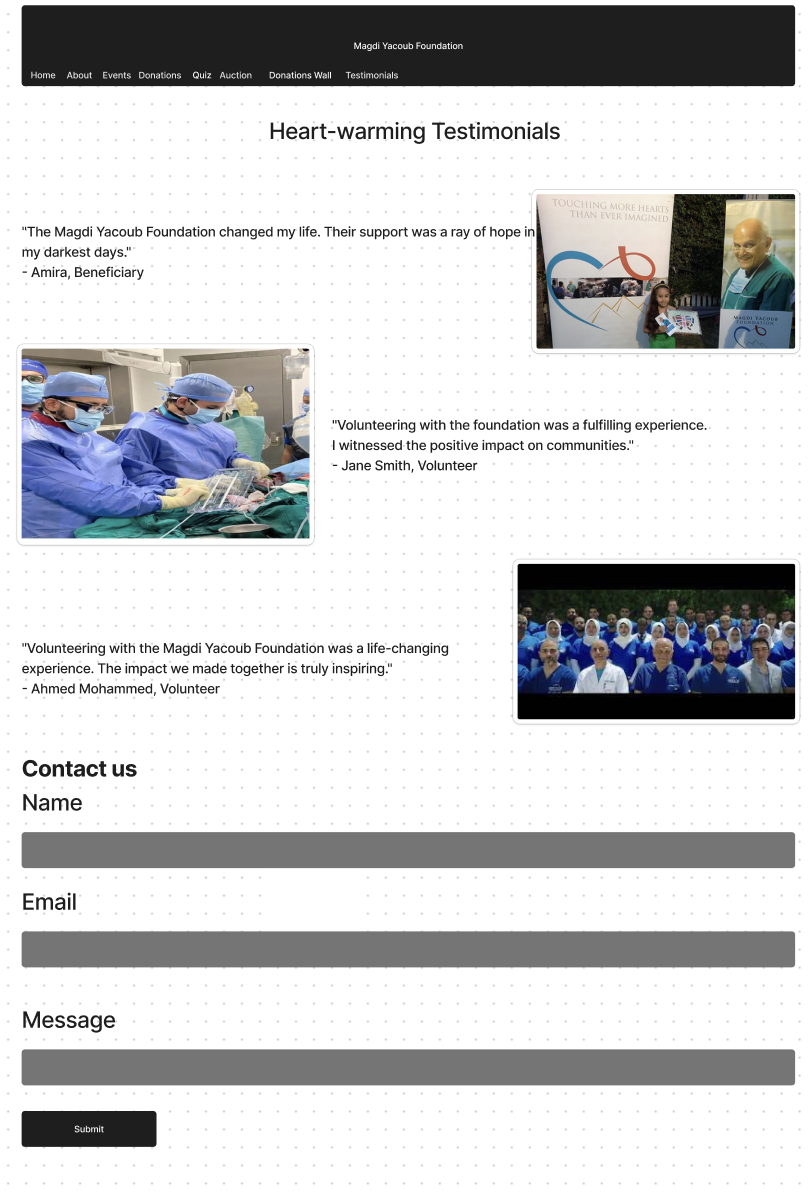 Magdi Yacoub Foundation
Home About Events Donations Quiz Auction Donations Wall Testimonials
Heart-warming Testimonials
"The Magdi Yacoub Foundation changed my life. Their support was a ray of hope in
my darkest days."
- Amira, Beneficiary
TOUCHING MORE HEARTS
THAN EVER IMAGINED
MAGDI YACOUB
FOUNDATION
"Volunteering with the foundation was a fulfilling experience.
I witnessed the positive impact on communities."
- Jane Smith, Volunteer
"Volunteering with the Magdi Yacoub Foundation was a life-changing
experience. The impact we made together is truly inspiring."
- Ahmed Mohammed, Volunteer
Contact us
Name
Email
Message
Submit